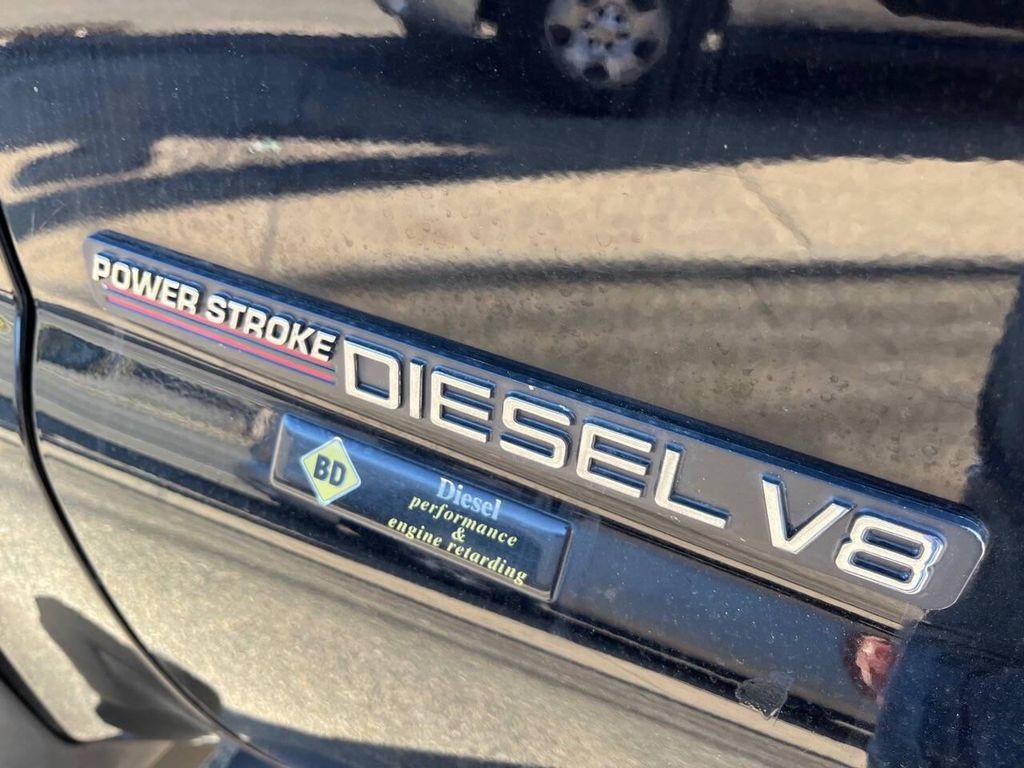 POWER STROKE DIESEL V8
BD
Diesel
performance
&
engine retarding